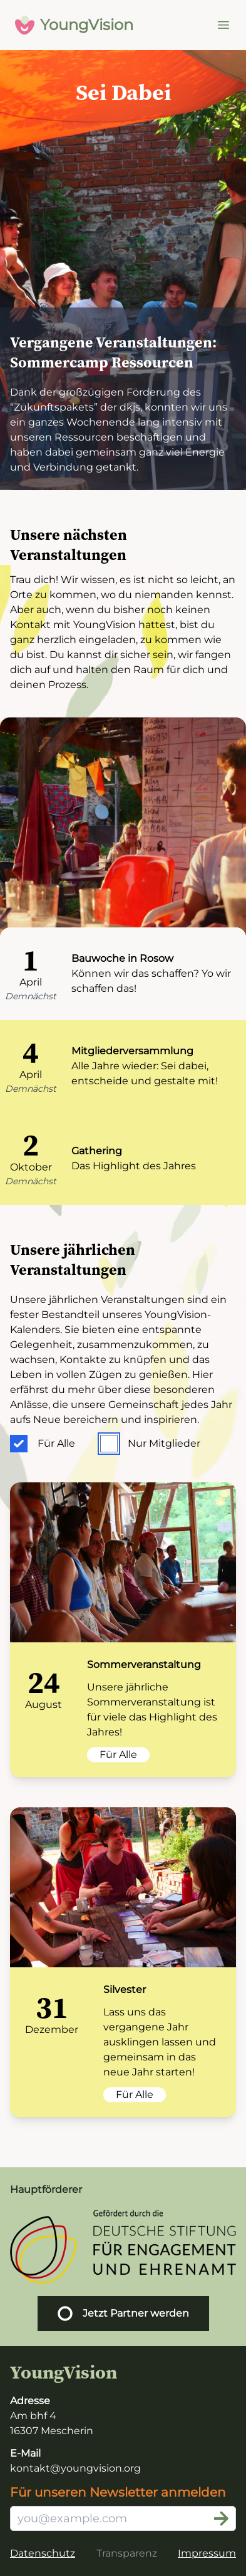 YoungVision
Sei Dabei
Vergangene Veranstaltungen:
Sommercamp Ressourcen
Dank der großzügigen Förderung des
"Zukunftspakets” der dkjs, konnten wir uns
ein ganzes Wochenende lang intensiv mit
unseren Ressourcen beschäftigen und
haben dabei gemeinsam ganz viel Energie
und Verbindung getankt.
Unsere nächsten
Veranstaltungen
Trau dich! Wir wissen, es ist nicht so leicht, an
Orte zu kommen, wo du niemanden kennst.
Aber auch, wenn du bisher noch keinen
Kontakt mit YoungVision hattest, bist du
ganz herzlich eingeladen, zu kommen wie
du bist. Du kannst dir sicher sein, wir fangen
dich auf und halten den Raum für dich und
deinen Prozess.
1
April
Demnächst
Bauwoche in Rosow
Können wir das schaffen? Yo wir
schaffen das!
4
April
Demnächst
Mitgliederversammlung
Alle Jahre wieder: Sei dabei,
entscheide und gestalte mit!
2
Oktober
Demnächst
Gathering
Das Highlight des Jahres
Unsere jährlichen
Veranstaltungen
Unsere jährlichen Veranstaltungen sind ein
fester Bestandteil unseres YoungVision-
Kalenders. Sie bieten eine entspannte
Gelegenheit, zusammenzukommen, zu
wachsen, Kontakte zu knüpfen und das
Leben in vollen Zügen zu genießen. Hier
erfährst du mehr über diese besonderen
Anlässe, die unsere Gemeinschaft jedes Jahr
aufs Neue bereichern und inspirieren.
Für Alle
Nur Mitglieder
24
August
Sommerveranstaltung
Unsere jährliche
Sommerveranstaltung ist
für viele das Highlight des
Jahres!
Für Alle
31
Dezember
Silvester
Lass uns das
vergangene Jahr
ausklingen lassen und
gemeinsam in das
neue Jahr starten!
Für Alle
Hauptförderer
Gefördert durch die
DEUTSCHE STIFTUNG
FÜR ENGAGEMENT
UND EHRENAMT
Jetzt Partner werden
YoungVision
Adresse
Am bhf 4
16307 Mescherin
E-Mail
kontakt@youngvision.org
Für unseren Newsletter anmelden
you@example.com
Datenschutz
Transparenz
Impressum